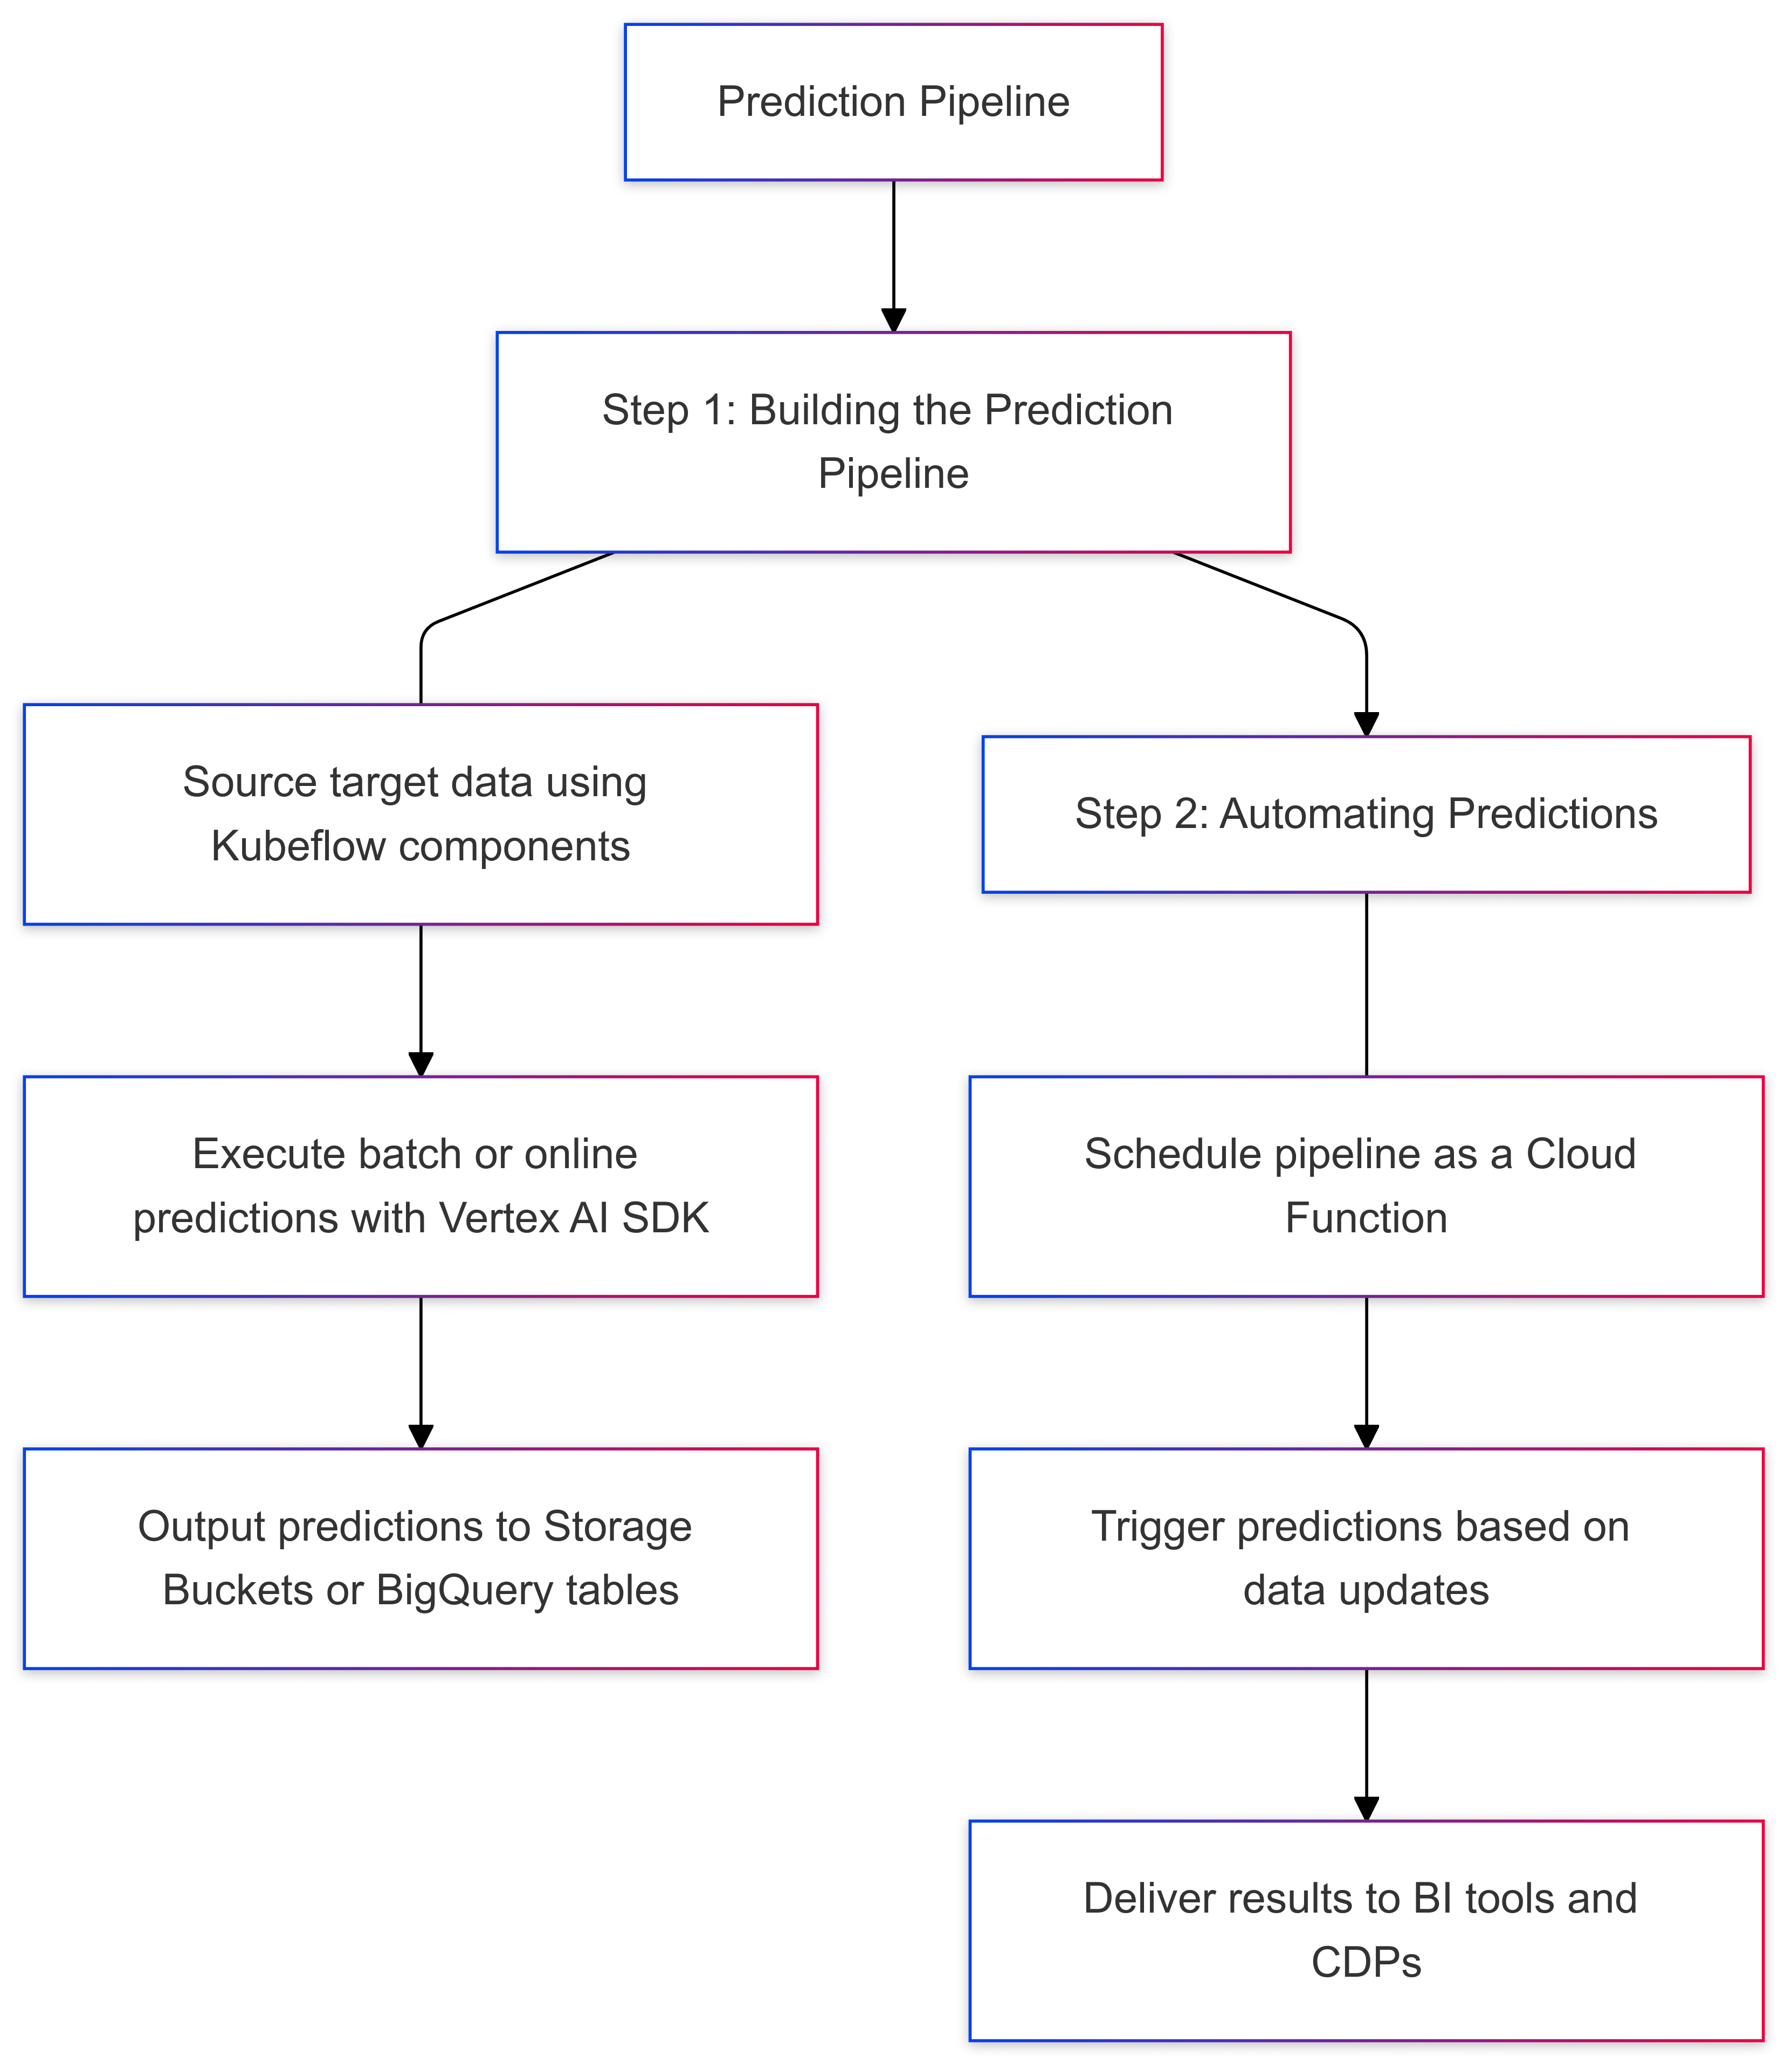 Prediction Pipeline
Step 1: Building the Prediction
Pipeline
Source target data using
Kubeflow components
Step 2: Automating Predictions
Execute batch or online
predictions with Vertex AI SDK
Schedule pipeline as a Cloud
Function
Output predictions to Storage
Buckets or BigQuery tables
Trigger predictions based on
data updates
Deliver results to BI tools and
CDPs